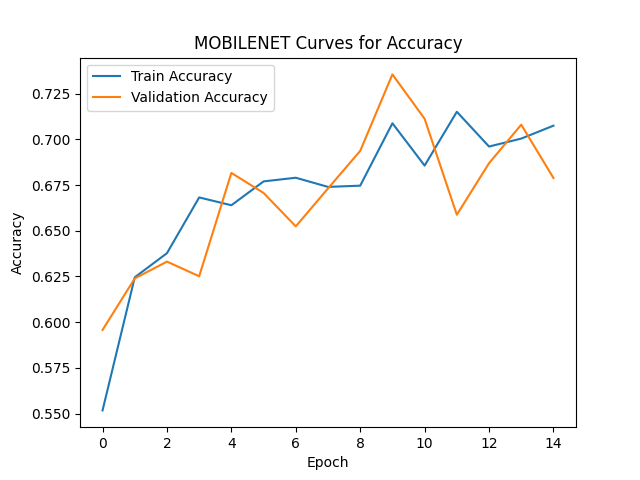 MOBILENET Curves for Accuracy
Train Accuracy
Validation Accuracy
Accuracy
0.725
0.700
0.675
0.650
0.625
0.600
0.575
0.550
0 2 4 6 8 10 12 14
Epoch